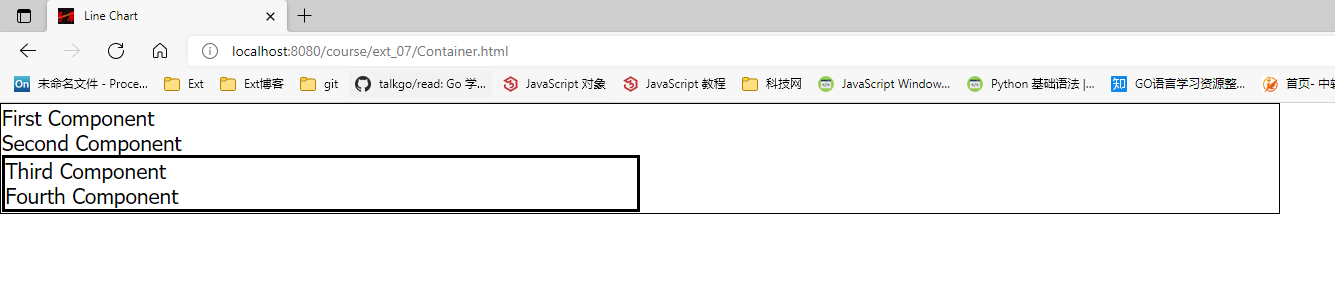 Line Chart
localhost:8080/course/ext_07/Container.html
On 未命名文件 - Proce... Ext Ext博客 git talkgo/read: Go 学... JavaScript 对象 JavaScript 教程 科技网 JavaScript Window... Python 基础语法 |... 知 GO语言学习资源整... 首页- 中软
First Component
Second Component
Third Component
Fourth Component